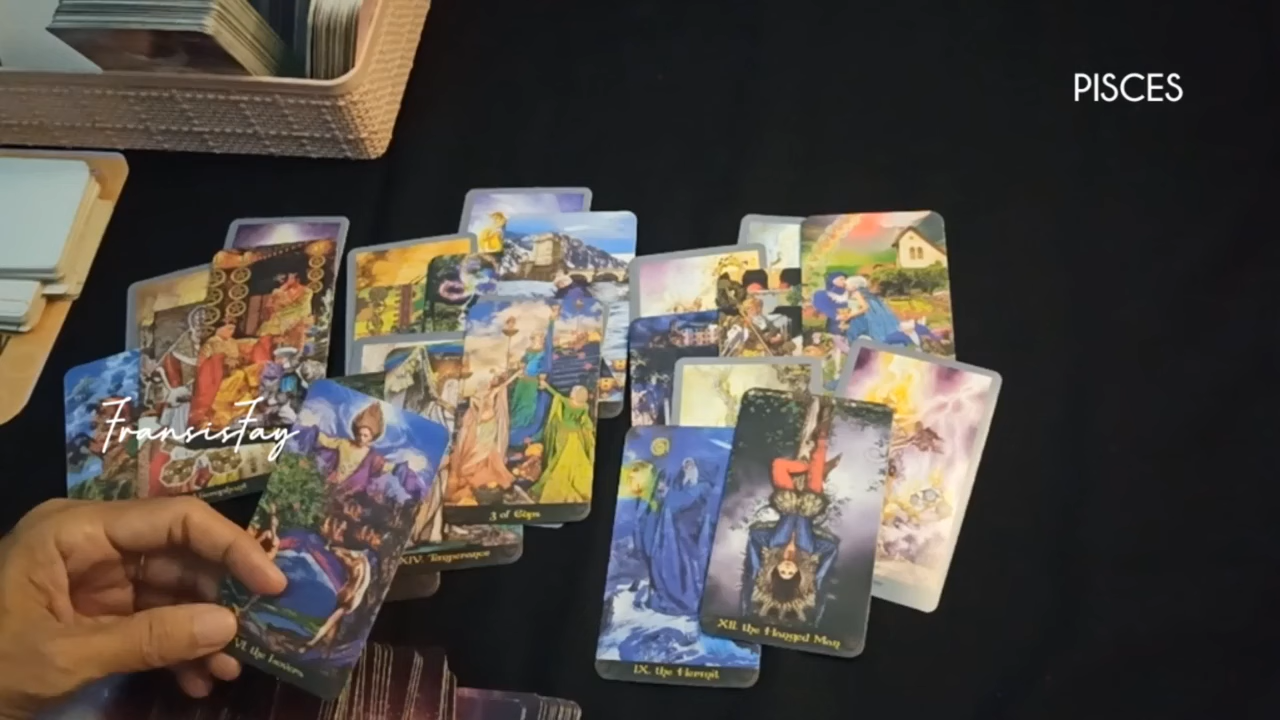 PISCES
FransisFay
3 of Cups
XIV. Temperance
XII. the Hanged Man
VI. the Lovers
IX. the Hermit